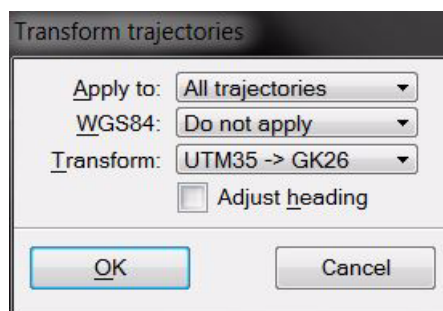 Transform trajectories
Apply to: All trajectories
WGS84: Do not apply
Transform: UTM35 -> GK26
Adjust heading
OK Cancel